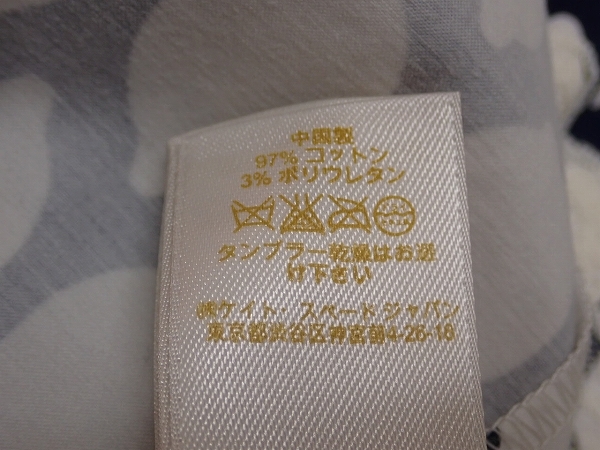 中国製
97% コットン
3% ポリウレタン
タンブラー乾燥はお避
け下さい
㈱ケイト・スペードジャパン
東京都渋谷区神宮前4-26-18